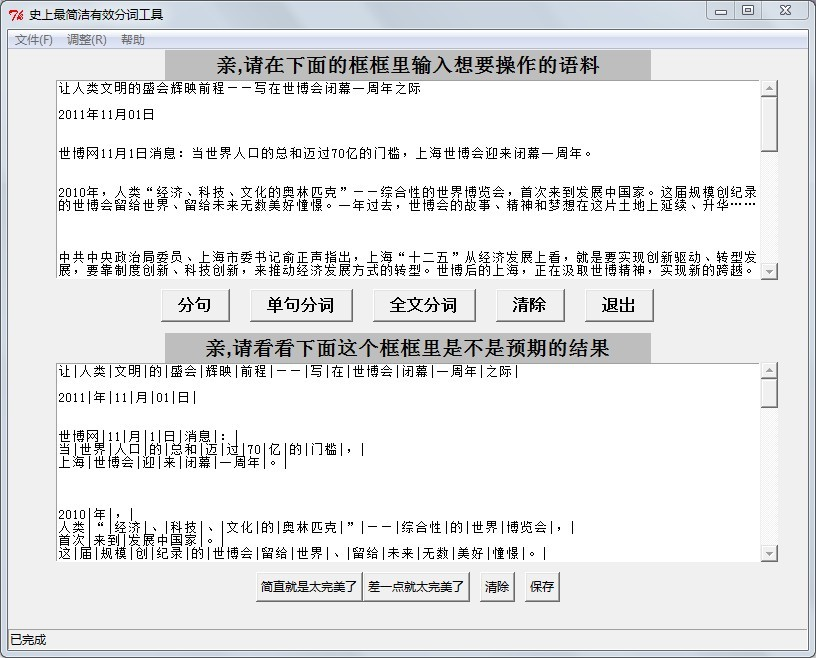 史上最简洁有效分词工具
文件(F) 调整(R) 帮助
亲,请在下面的框框里输入想要操作的语料
让人类文明的盛会辉映前程－－写在世博会闭幕一周年之际
2011年11月01日
世博网11月1日消息：当世界人口的总和迈过70亿的门槛，上海世博会迎来闭幕一周年。
2010年，人类“经济、科技、文化的奥林匹克”－－综合性的世界博览会，首次来到发展中国家。这届规模创纪录
的世博会留给世界、留给未来无数美好憧憬。一年过去，世博会的故事、精神和梦想在这片土地上延续、升华……
中共中央政治局委员、上海市委书记俞正声指出，上海“十二五”从经济发展上看，就是要实现创新驱动、转型发
展，要靠制度创新、科技创新，来推动经济发展方式的转型。世博后的上海，正在汲取世博精神，实现新的跨越。
分句 单句分词 全文分词 清除 退出
亲,请看看下面这个框框里是不是预期的结果
让|人类|文明|的|盛会|辉映|前程|－－|写|在|世博会|闭幕|一周年|之际|
2011|年|11|月|01|日|
世博网|11|月|1|日|消息|：|
当|世界|人口|的|总和|迈|过|70|亿|的|门槛|，|
上海|世博会|迎|来|闭幕|一周年|。|
2010|年|，|
人类|“|经济|、|科技|、|文化|的|奥林匹克|”|－－|综合性|的|世界|博览会|，|
首次|来到|发展中国家|。|
这|届|规模|创|纪录|的|世博会|留给|世界|、|留给|未来|无数|美好|憧憬|。|
简直就是太完美了 差一点就太完美了 清除 保存
已完成